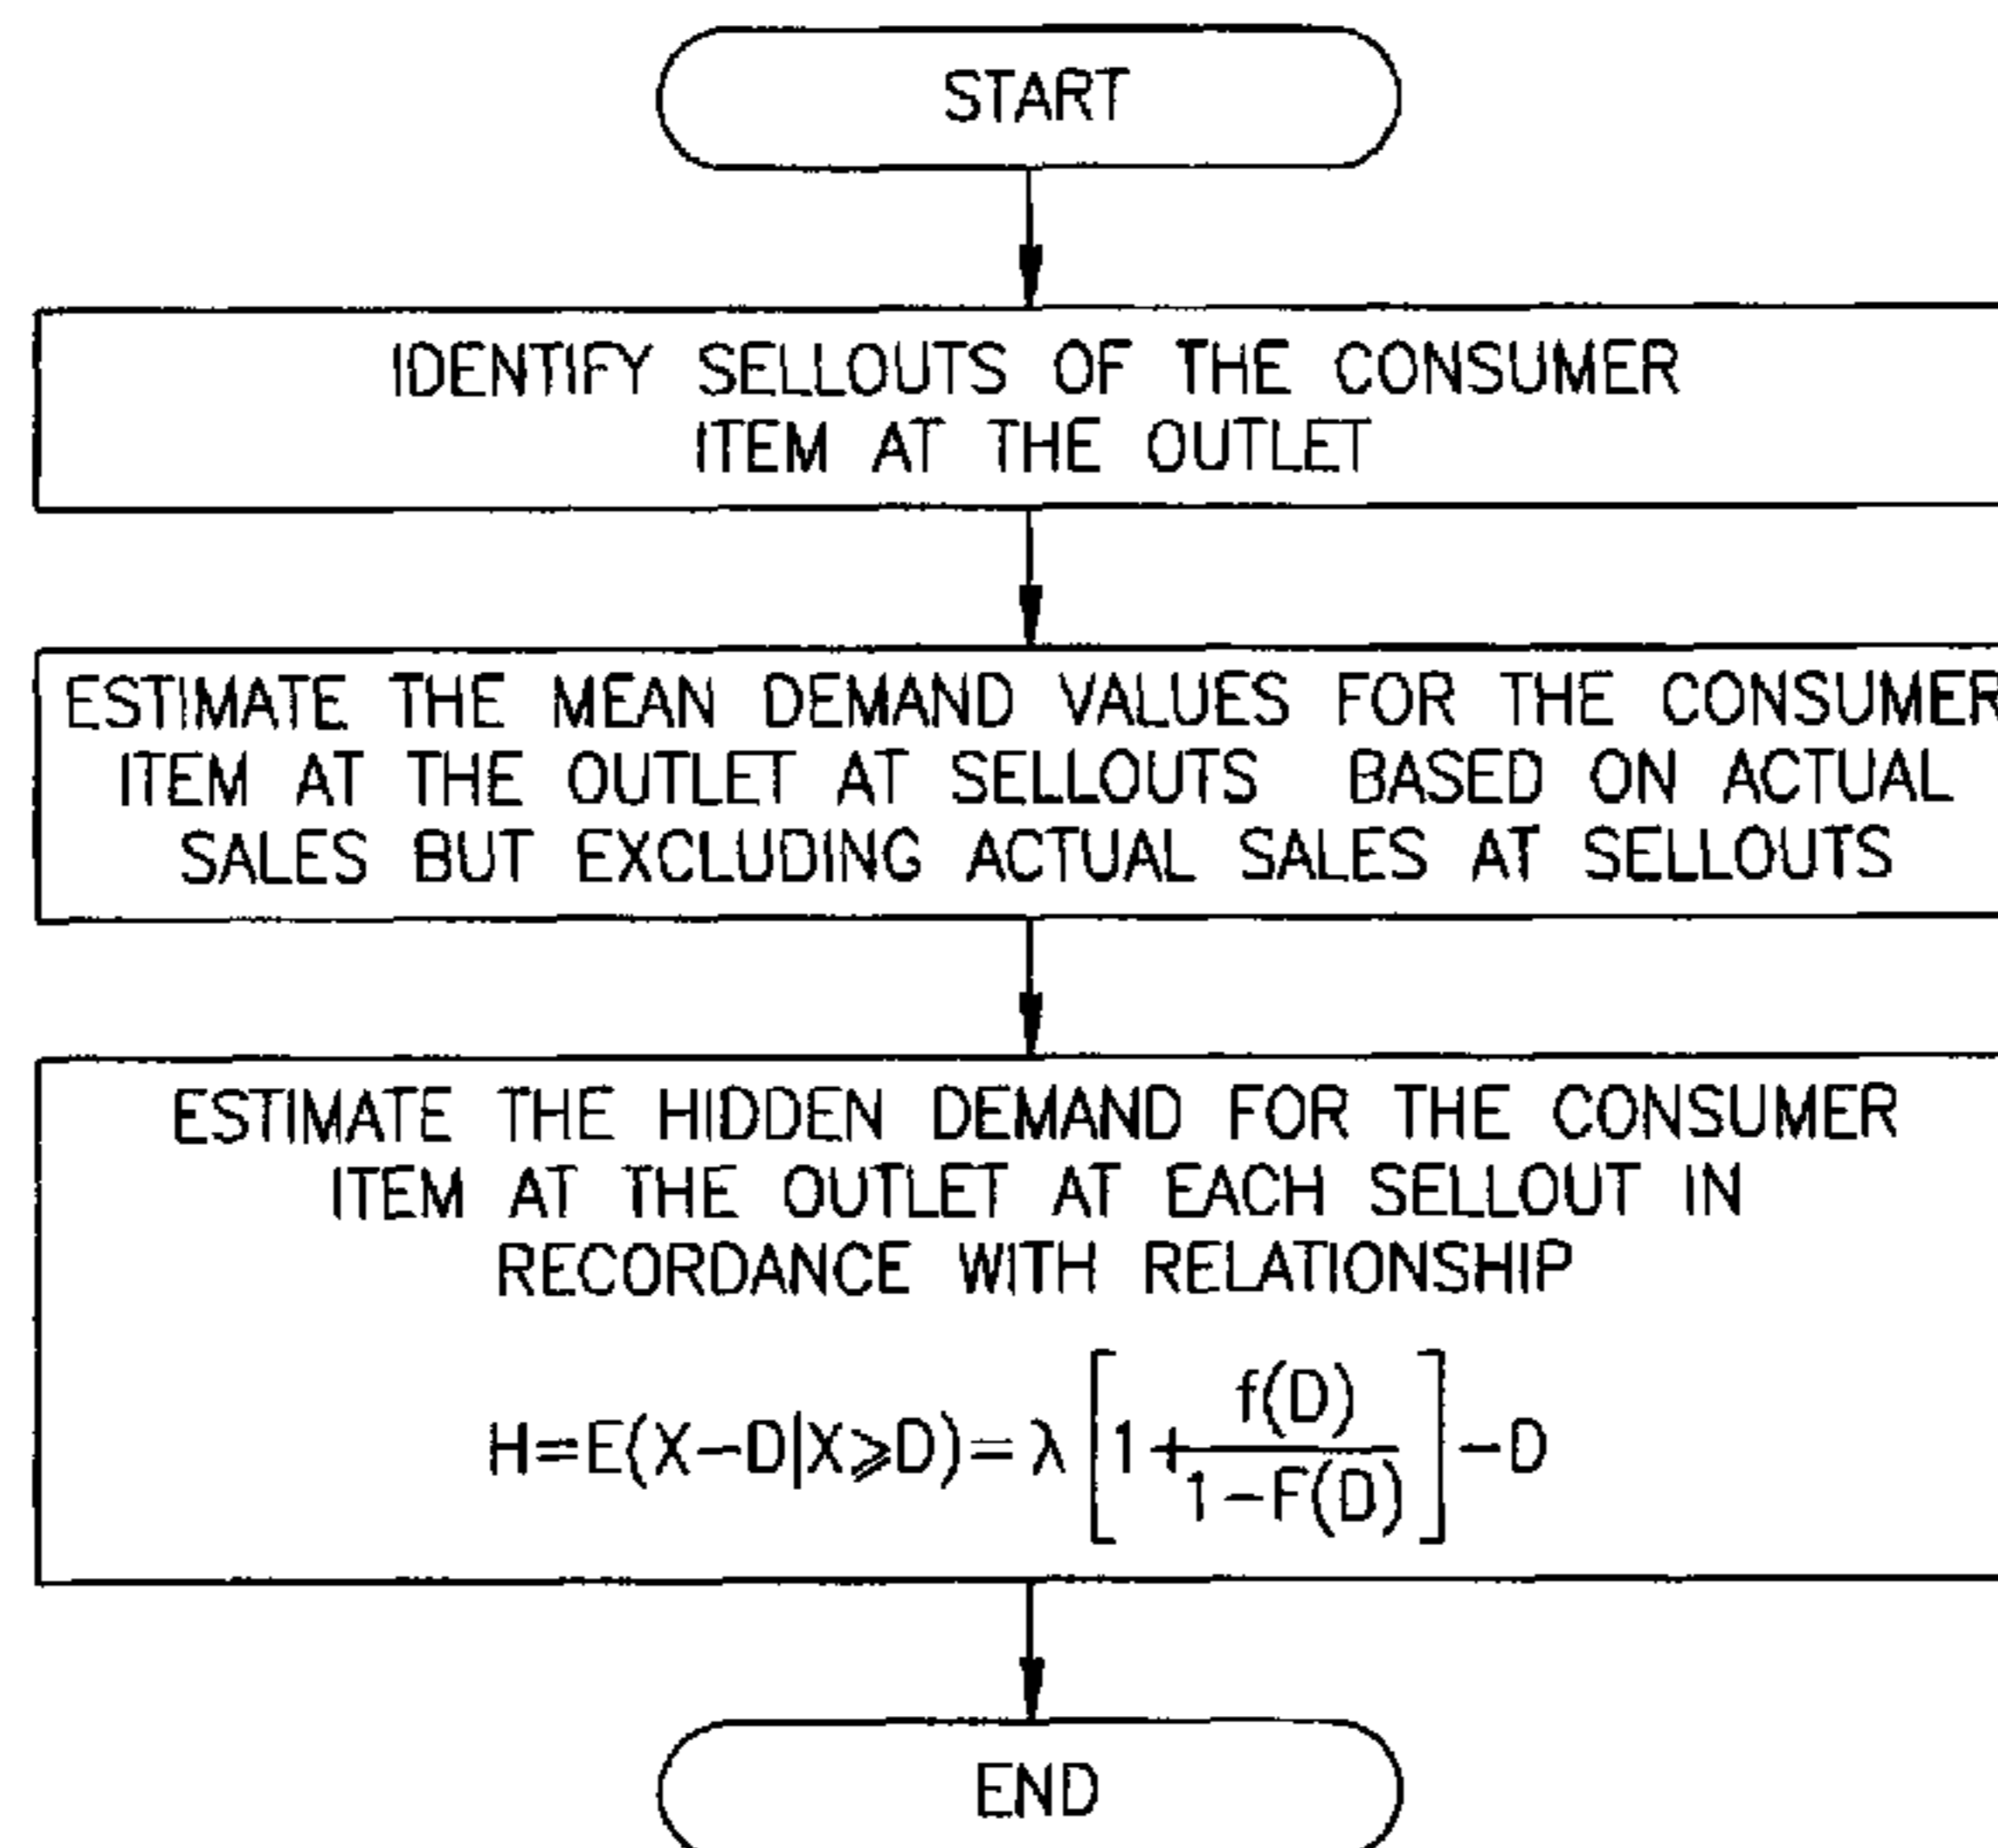 START
IDENTIFY SELLOUTS OF THE CONSUMER
ITEM AT THE OUTLET
ESTIMATE THE MEAN DEMAND VALUES FOR THE CONSUMER
ITEM AT THE OUTLET AT SELLOUTS BASED ON ACTUAL
SALES BUT EXCLUDING ACTUAL SALES AT SELLOUTS
ESTIMATE THE HIDDEN DEMAND FOR THE CONSUMER
ITEM AT THE OUTLET AT EACH SELLOUT IN
RECORDANCE WITH RELATIONSHIP
H=E(X-D|X⩾D)=λ[1+f(D)/(1-F(D))]-D
END